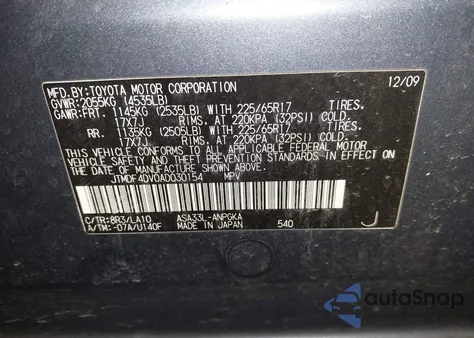 MFD.BY:TOYOTA MOTOR CORPORATION 12/09
GVWR:2055KG (4535LB)
GAWR:FRT. 1145KG (2535LB) WITH 225/65R17 TIRES.
17X7J RIMS. AT 220KPA (32PSI) COLD.
RR. 1135KG (2505LB) WITH 225/65R17 TIRES.
17X7J RIMS. AT 220KPA (32PSI) COLD.
THIS VEHICLE CONFORMS TO ALL APPLICABLE FEDERAL MOTOR
VEHICLE SAFETY AND THEFT PREVENTION STANDARDS IN EFFECT
ON THE DATE OF MANUFACTURE SHOWN ABOVE.
JTMDF4DV0AD030154 MPV
C/TR:8R3/LA10 ASA33L-ANPGKA
A/TM:-07A/U140F MADE IN JAPAN 540 J
autoSnap